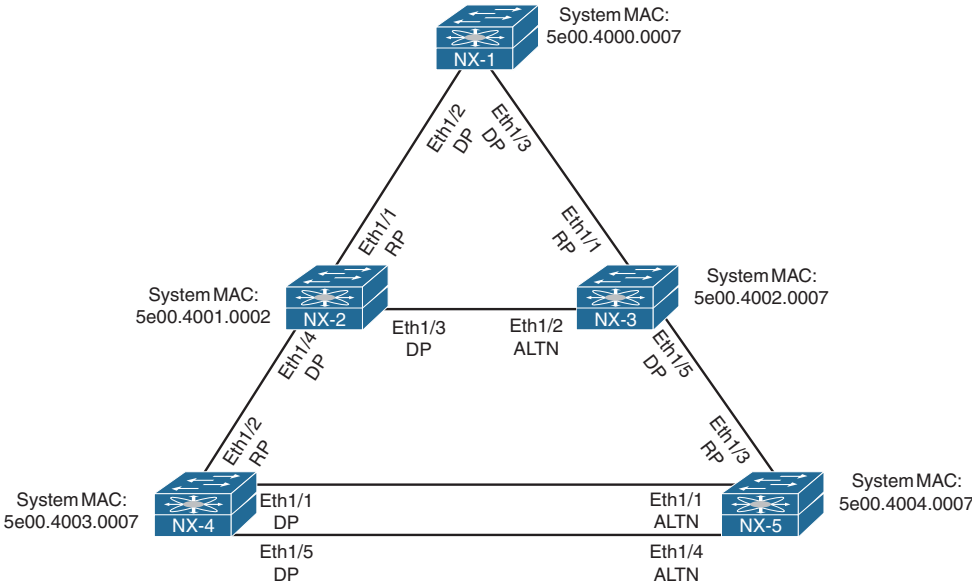 System MAC:
5e00.4000.0007
NX-1
Eth1/2
DP
Eth1/3
DP
Eth1/1
RP
Eth1/1
RP
System MAC:
5e00.4001.0002
NX-2
Eth1/3
DP
Eth1/2
ALTN
NX-3
System MAC:
5e00.4002.0007
Eth1/4
DP
Eth1/5
DP
Eth1/2
RP
Eth1/3
RP
System MAC:
5e00.4003.0007
NX-4
Eth1/1
DP
Eth1/1
ALTN
NX-5
System MAC:
5e00.4004.0007
Eth1/5
DP
Eth1/4
ALTN